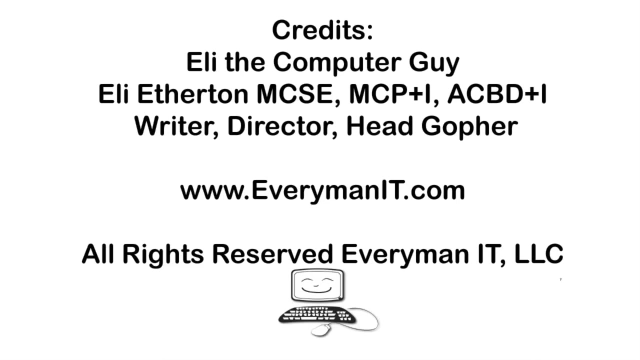 Credits:
Eli the Computer Guy
Eli Etherton MCSE, MCP+I, ACBD+I
Writer, Director, Head Gopher
www.EverymanIT.com
All Rights Reserved Everyman IT, LLC